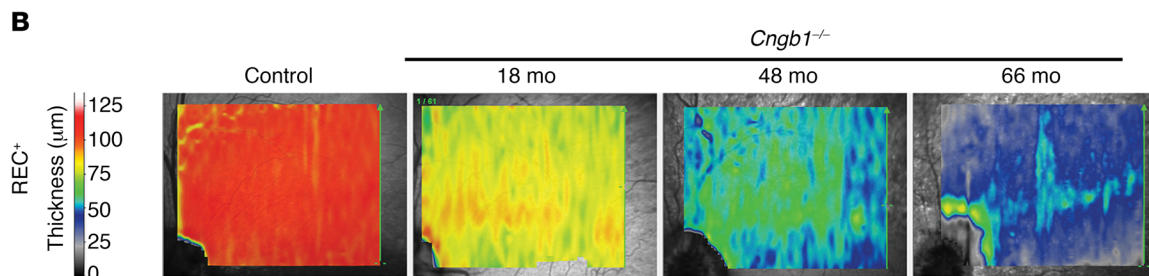 B
Cngb1⁻/⁻
Control
18 mo
48 mo
66 mo
REC⁺
Thickness (μm)
125
100
75
50
25
0
1 / 61